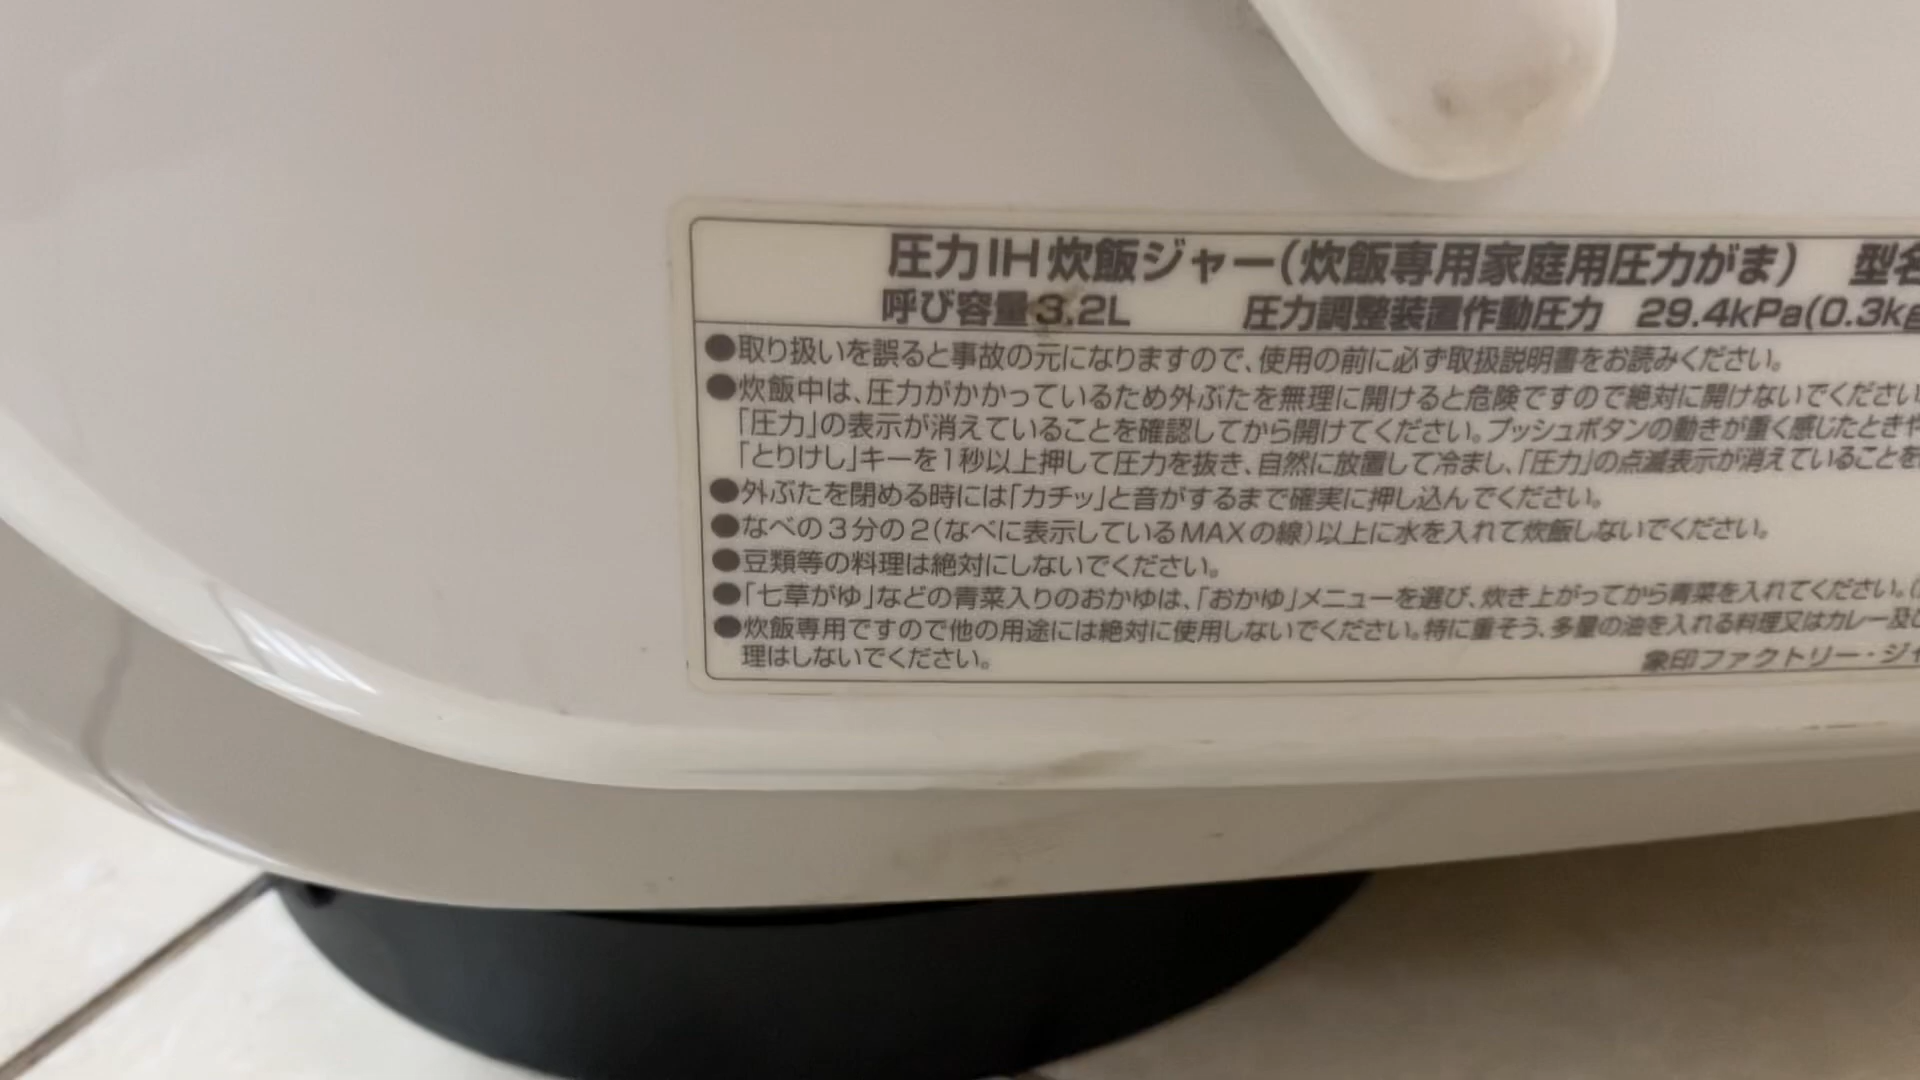 圧力IH炊飯ジャー(炊飯専用家庭用圧力がま) 型名
呼び容量3.2L 圧力調整装置作動圧力 29.4kPa(0.3kg
●取り扱いを誤ると事故の元になりますので、使用の前に必ず取扱説明書をお読みください。
●炊飯中は、圧力がかかっているため外ぶたを無理に開けると危険ですので絶対に開けないでください
「圧力」の表示が消えていることを確認してから開けてください。プッシュボタンの動きが重く感じたときや
「とりけし」キーを1秒以上押して圧力を抜き、自然に放置して冷まし、「圧力」の点滅表示が消えていることを
●外ぶたを閉める時には「カチッ」と音がするまで確実に押し込んでください。
●なべの3分の2(なべに表示しているMAXの線)以上に水を入れて炊飯しないでください。
●豆類等の料理は絶対にしないでください。
●「七草がゆ」などの青菜入りのおかゆは、「おかゆ」メニューを選び、炊き上がってから青菜を入れてください。(
●炊飯専用ですので他の用途には絶対に使用しないでください。特に重そう、多量の油を入れる料理又はカレー及び
理はしないでください。
象印ファクトリー・ジャ